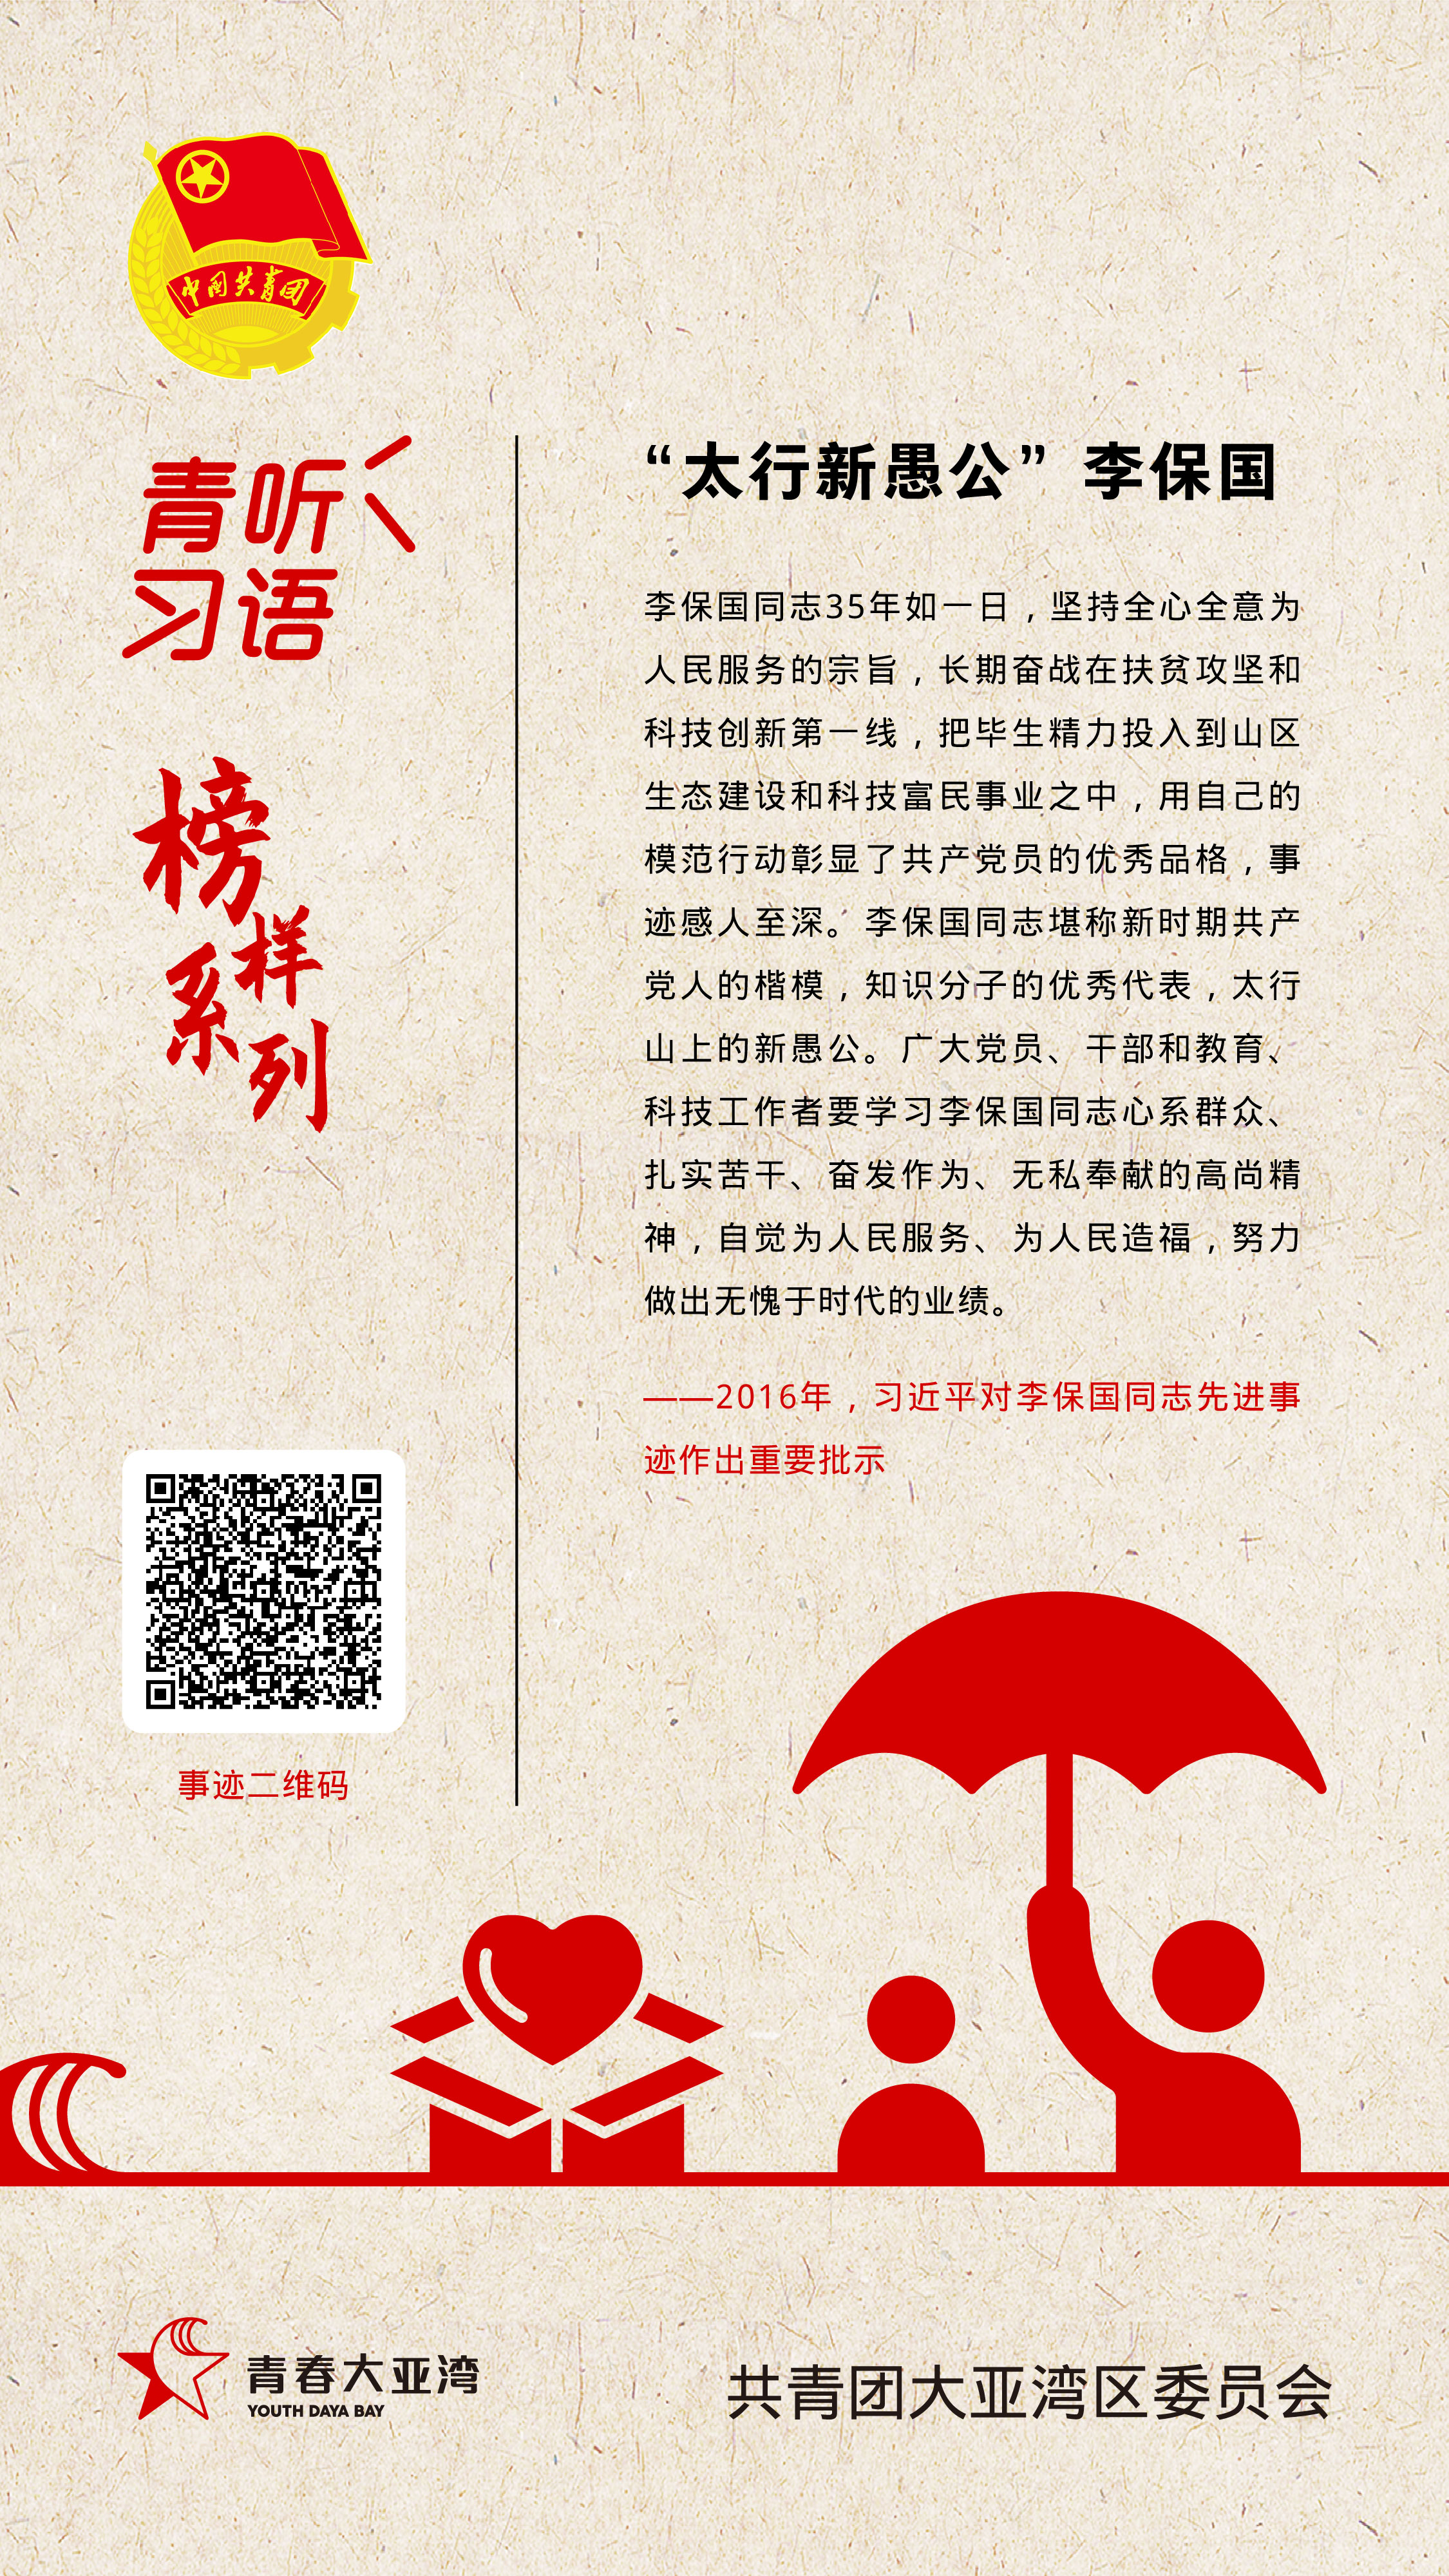 中国共青团
青听
习语
榜样
系列
“太行新愚公”李保国
李保国同志35年如一日，坚持全心全意为
人民服务的宗旨，长期奋战在扶贫攻坚和
科技创新第一线，把毕生精力投入到山区
生态建设和科技富民事业之中，用自己的
模范行动彰显了共产党员的优秀品格，事
迹感人至深。李保国同志堪称新时期共产
党人的楷模，知识分子的优秀代表，太行
山上的新愚公。广大党员、干部和教育、
科技工作者要学习李保国同志心系群众、
扎实苦干、奋发作为、无私奉献的高尚精
神，自觉为人民服务、为人民造福，努力
做出无愧于时代的业绩。
——2016年，习近平对李保国同志先进事
迹作出重要批示
事迹二维码
青春大亚湾
YOUTH DAYA BAY
共青团大亚湾区委员会